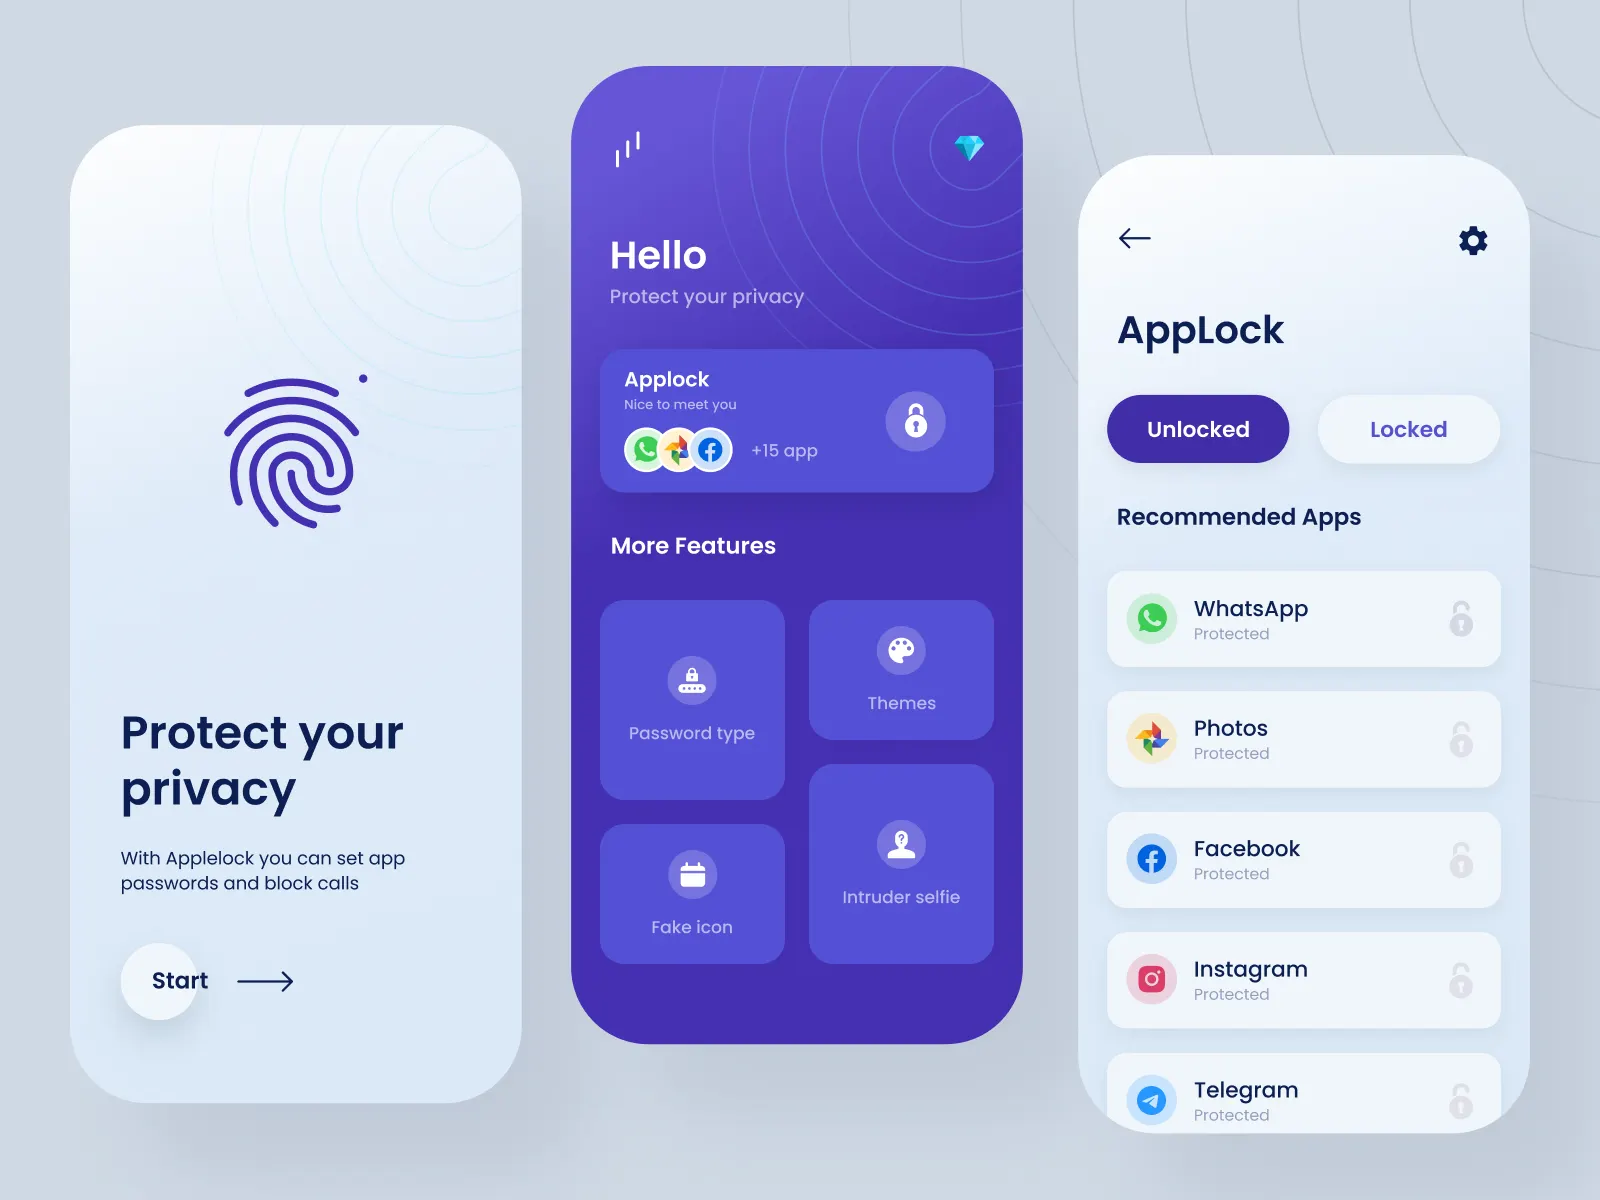 Protect your
privacy
With Applelock you can set app
passwords and block calls
Start
Hello
Protect your privacy
Applock
Nice to meet you
+15 app
More Features
Password type
Themes
Fake icon
Intruder selfie
AppLock
Unlocked
Locked
Recommended Apps
WhatsApp
Protected
Photos
Protected
Facebook
Protected
Instagram
Protected
Telegram
Protected